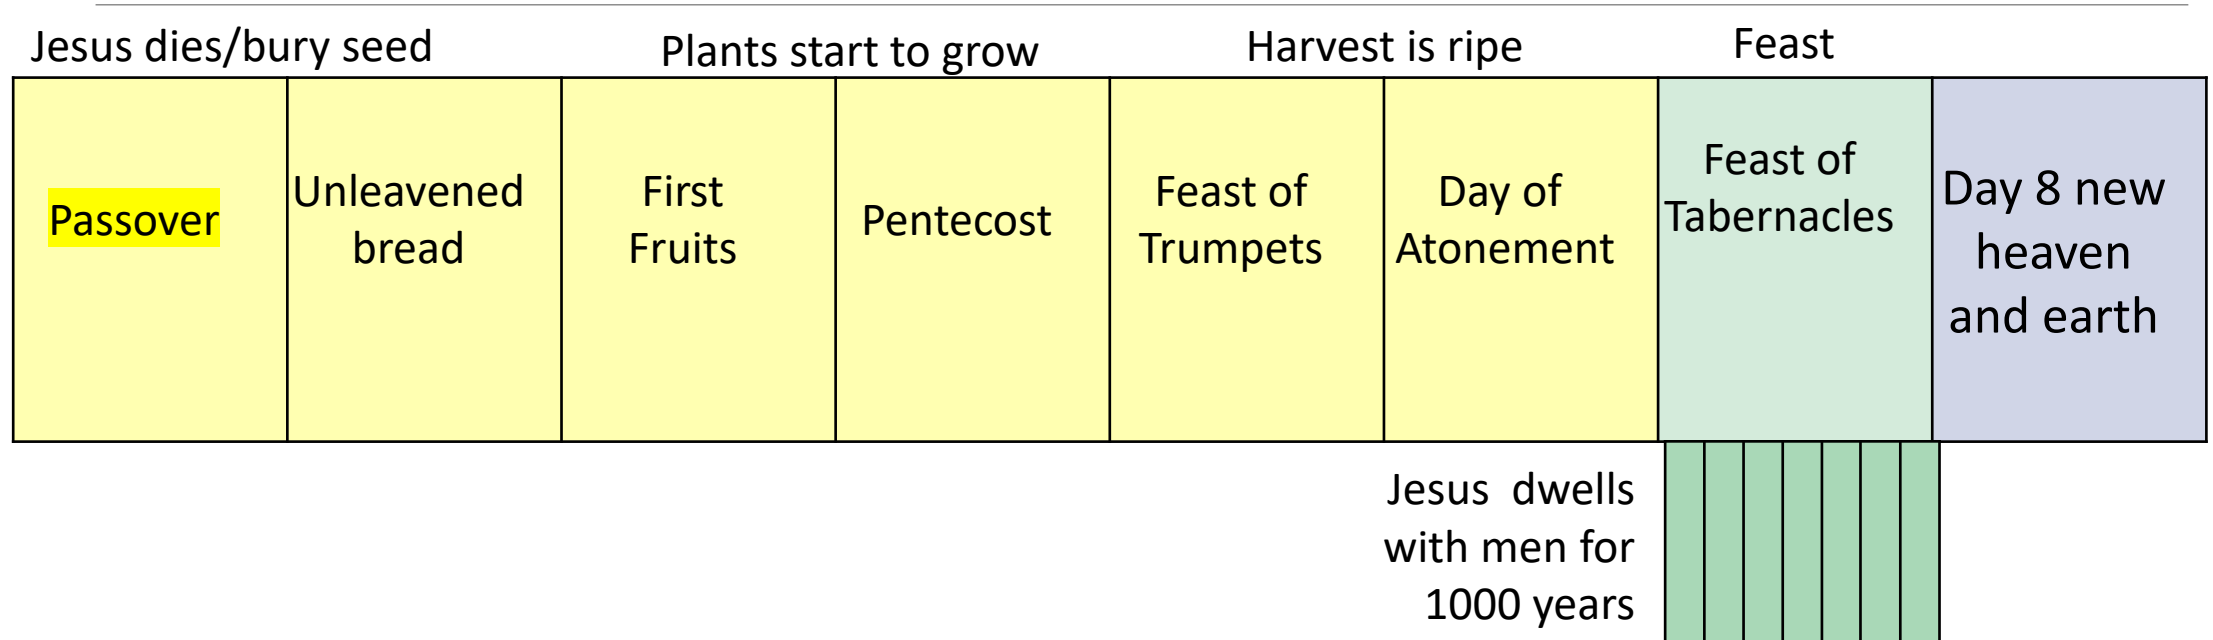 Jesus dies/bury seed
Plants start to grow
Harvest is ripe
Feast
Passover
Unleavened
bread
First
Fruits
Pentecost
Feast of
Trumpets
Day of
Atonement
Feast of
Tabernacles
Day 8 new
heaven
and earth
Jesus dwells
with men for
1000 years